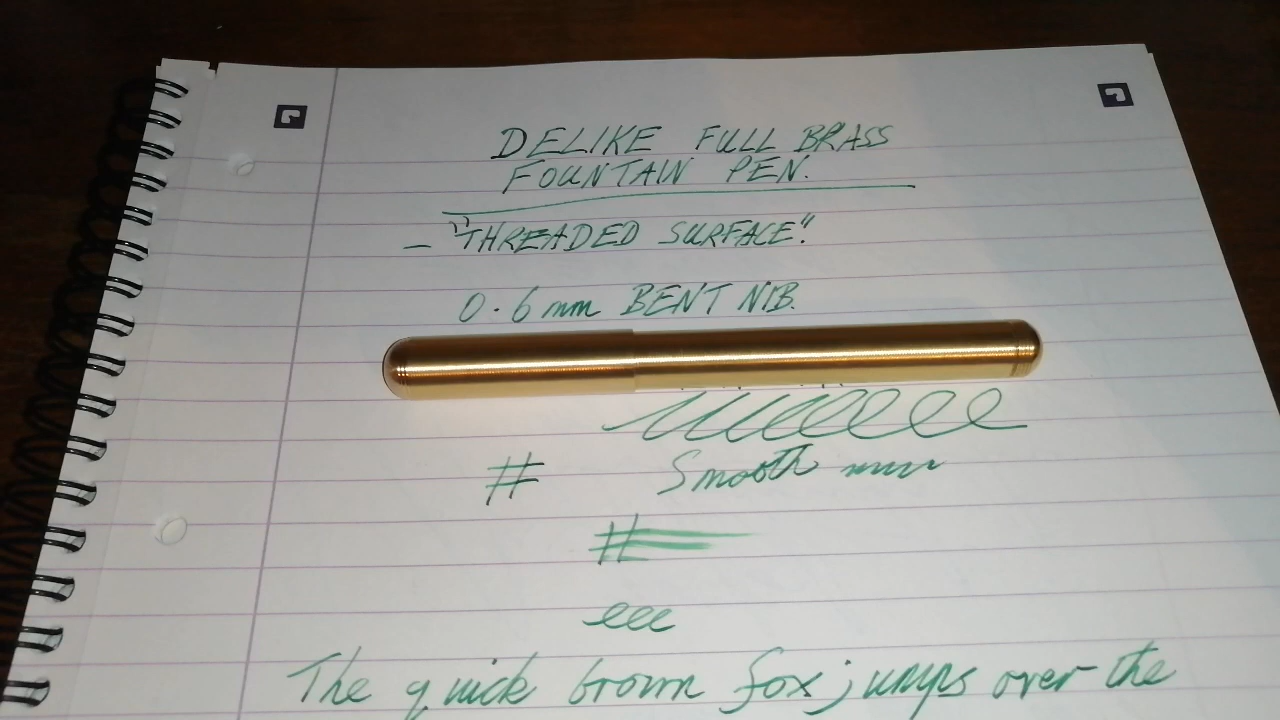 DELIKE FULL BRASS
FOUNTAIN PEN.
- "THREADED SURFACE".
0.6mm BENT NIB.
# Smooth
#
eee
The quick brown fox jumps over the